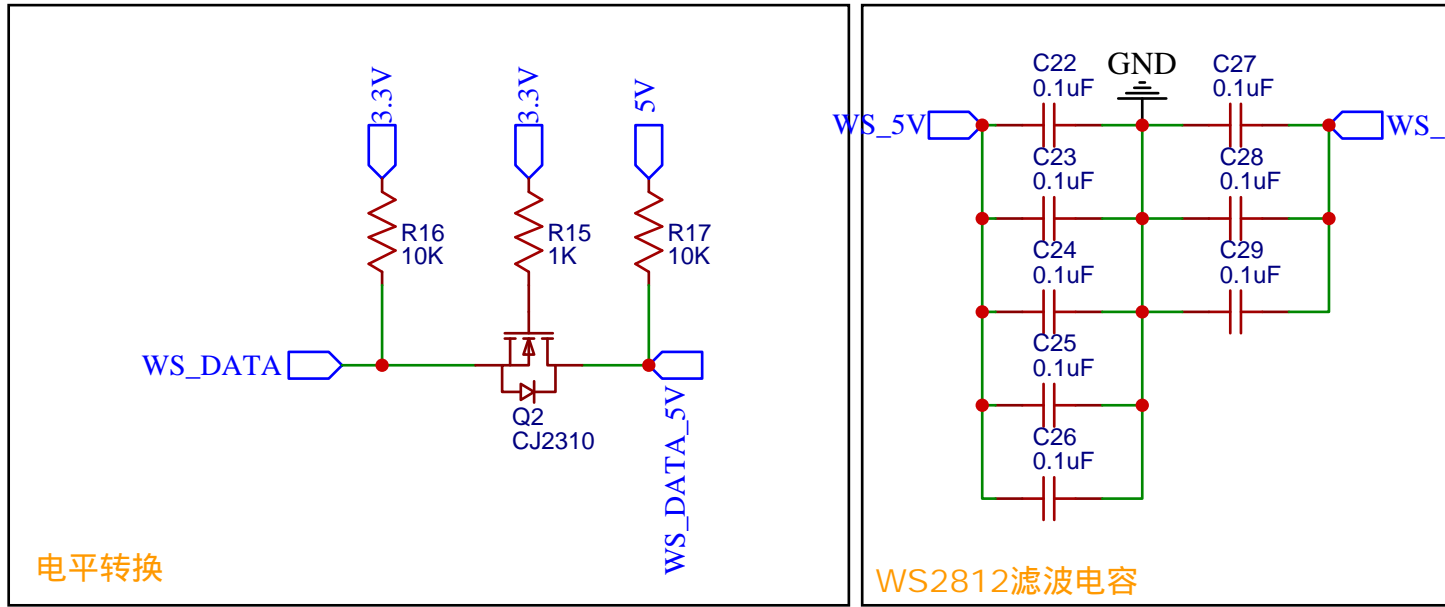 3.3V
3.3V
5V
R16
10K
R15
1K
R17
10K
WS_DATA
Q2
CJ2310
WS_DATA_5V
电平转换
C22
0.1uF
GND
C27
0.1uF
WS_5V
WS_
C23
0.1uF
C28
0.1uF
C24
0.1uF
C29
0.1uF
C25
0.1uF
C26
0.1uF
WS2812滤波电容